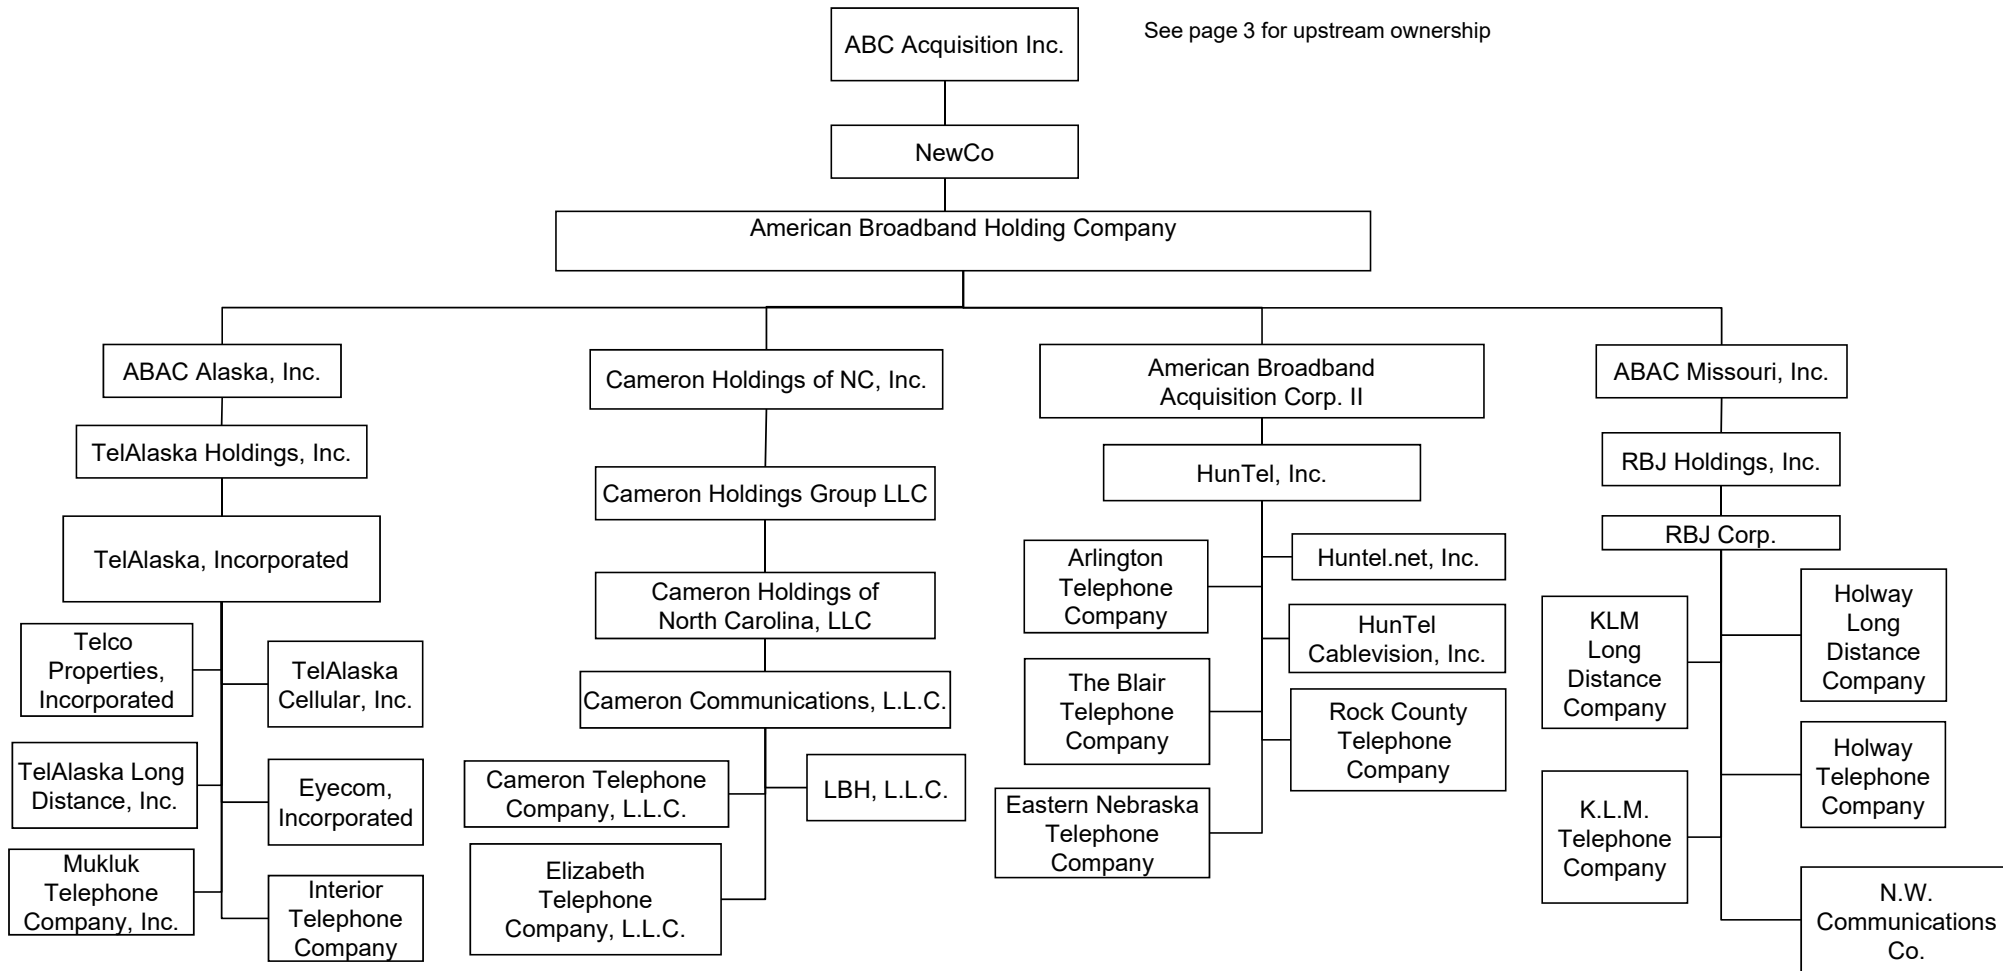 ABC Acquisition Inc.
See page 3 for upstream ownership
NewCo
American Broadband Holding Company
ABAC Alaska, Inc.
TelAlaska Holdings, Inc.
TelAlaska, Incorporated
Telco
Properties,
Incorporated
TelAlaska
Cellular, Inc.
TelAlaska Long
Distance, Inc.
Eyecom,
Incorporated
Mukluk
Telephone
Company, Inc.
Interior
Telephone
Company
Cameron Holdings of NC, Inc.
Cameron Holdings Group LLC
Cameron Holdings of
North Carolina, LLC
Cameron Communications, L.L.C.
Cameron Telephone
Company, L.L.C.
LBH, L.L.C.
Elizabeth
Telephone
Company, L.L.C.
American Broadband
Acquisition Corp. II
HunTel, Inc.
Arlington
Telephone
Company
Huntel.net, Inc.
HunTel
Cablevision, Inc.
The Blair
Telephone
Company
Rock County
Telephone
Company
Eastern Nebraska
Telephone
Company
ABAC Missouri, Inc.
RBJ Holdings, Inc.
RBJ Corp.
KLM
Long
Distance
Company
Holway
Long
Distance
Company
Holway
Telephone
Company
K.L.M.
Telephone
Company
N.W.
Communications
Co.